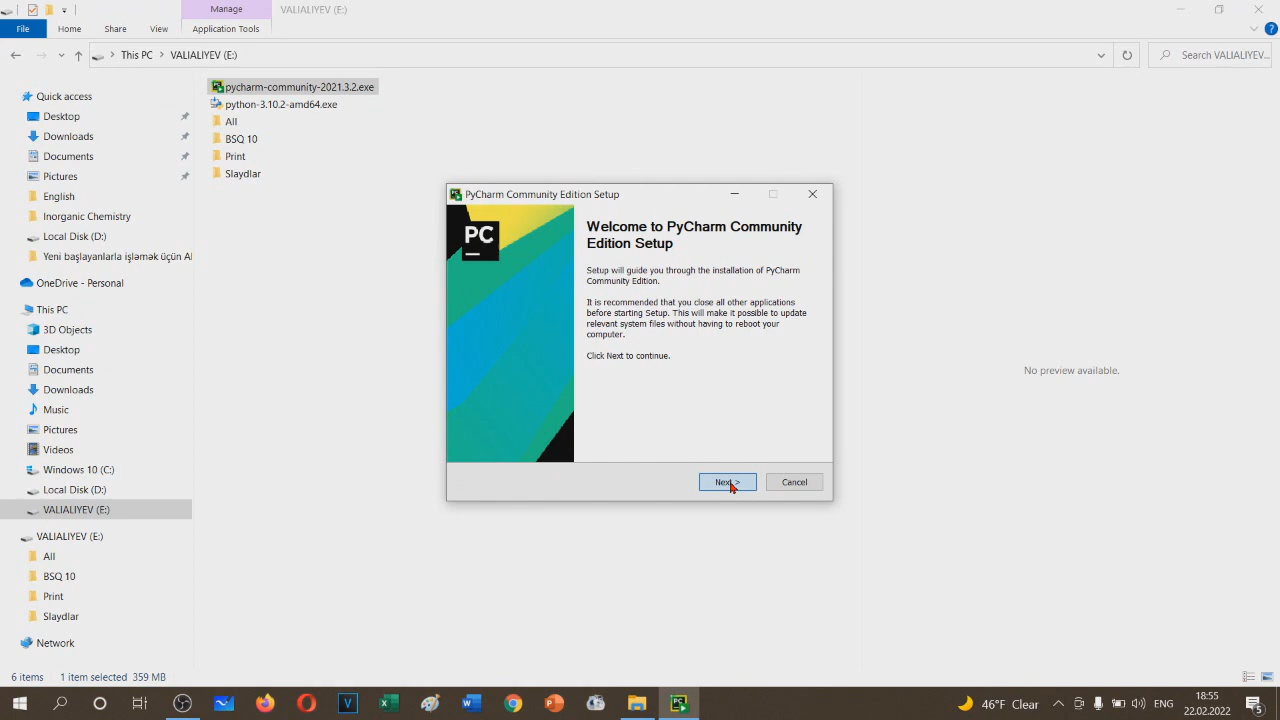 Manage
VALIALIYEV (E:)
File
Home
Share
View
Application Tools
This PC
VALIALIYEV (E:)
Search VALIALIYEV...
Quick access
Desktop
Downloads
Documents
Pictures
English
Inorganic Chemistry
Local Disk (D:)
Yeni başlayanlarla işləmək üçün Al
OneDrive - Personal
This PC
3D Objects
Desktop
Documents
Downloads
Music
Pictures
Videos
Windows 10 (C:)
Local Disk (D:)
VALIALIYEV (E:)
VALIALIYEV (E:)
All
BSQ 10
Print
Slaydlar
Network
pycharm-community-2021.3.2.exe
python-3.10.2-amd64.exe
All
BSQ 10
Print
Slaydlar
PyCharm Community Edition Setup
PC
Welcome to PyCharm Community
Edition Setup
Setup will guide you through the installation of PyCharm
Community Edition.
It is recommended that you close all other applications
before starting Setup. This will make it possible to update
relevant system files without having to reboot your
computer.
Click Next to continue.
Next >
Cancel
No preview available.
6 items
1 item selected 359 MB
46°F Clear
ENG
18:55
22.02.2022
5